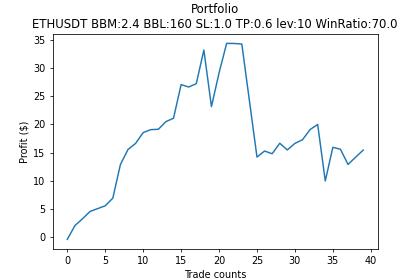 Portfolio
ETHUSDT BBM:2.4 BBL:160 SL:1.0 TP:0.6 lev:10 WinRatio:70.0
35
30
25
20
15
10
5
0
Profit ($)
0 5 10 15 20 25 30 35 40
Trade counts